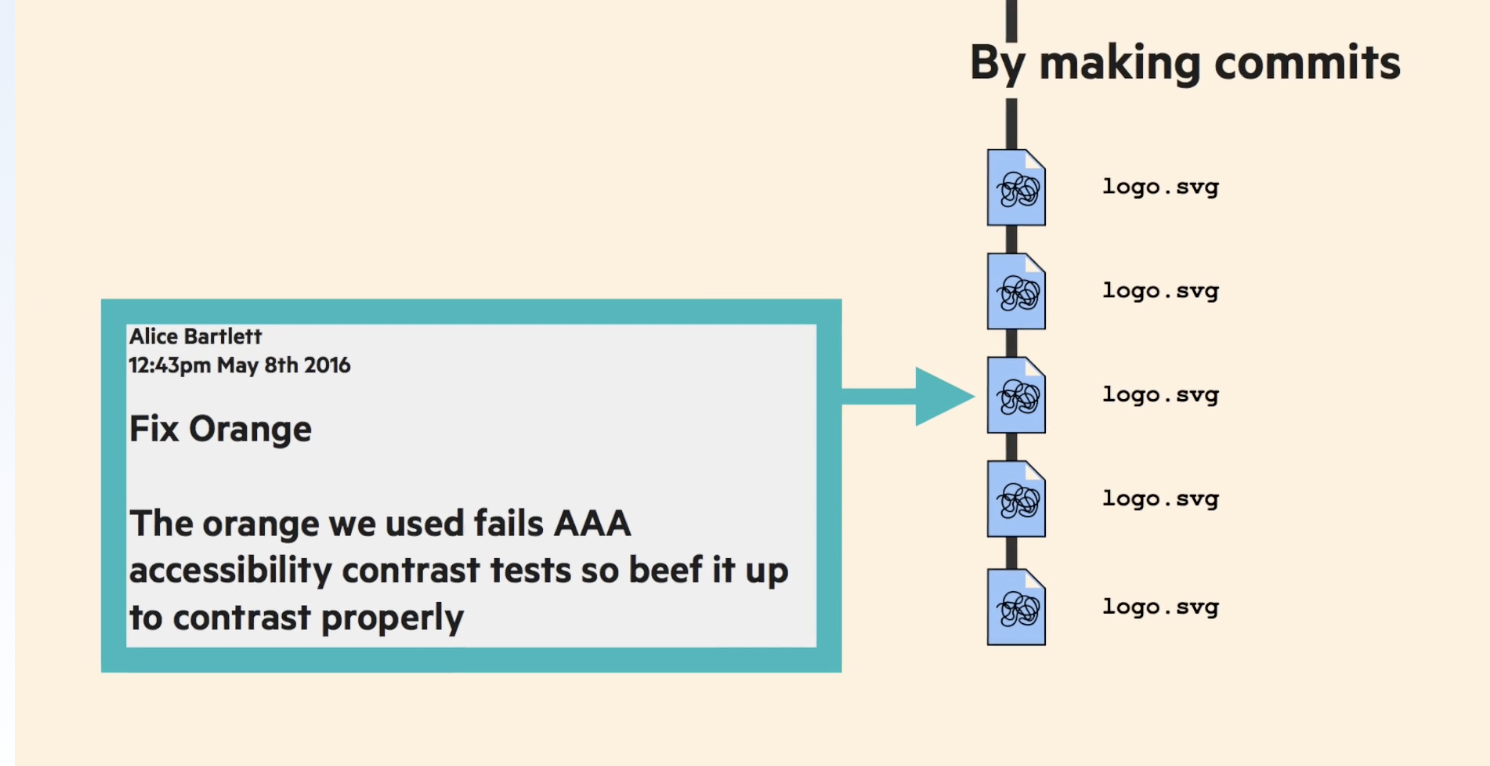 By making commits
logo.svg
logo.svg
Alice Bartlett
12:43pm May 8th 2016
Fix Orange
The orange we used fails AAA
accessibility contrast tests so beef it up
to contrast properly
logo.svg
logo.svg
logo.svg